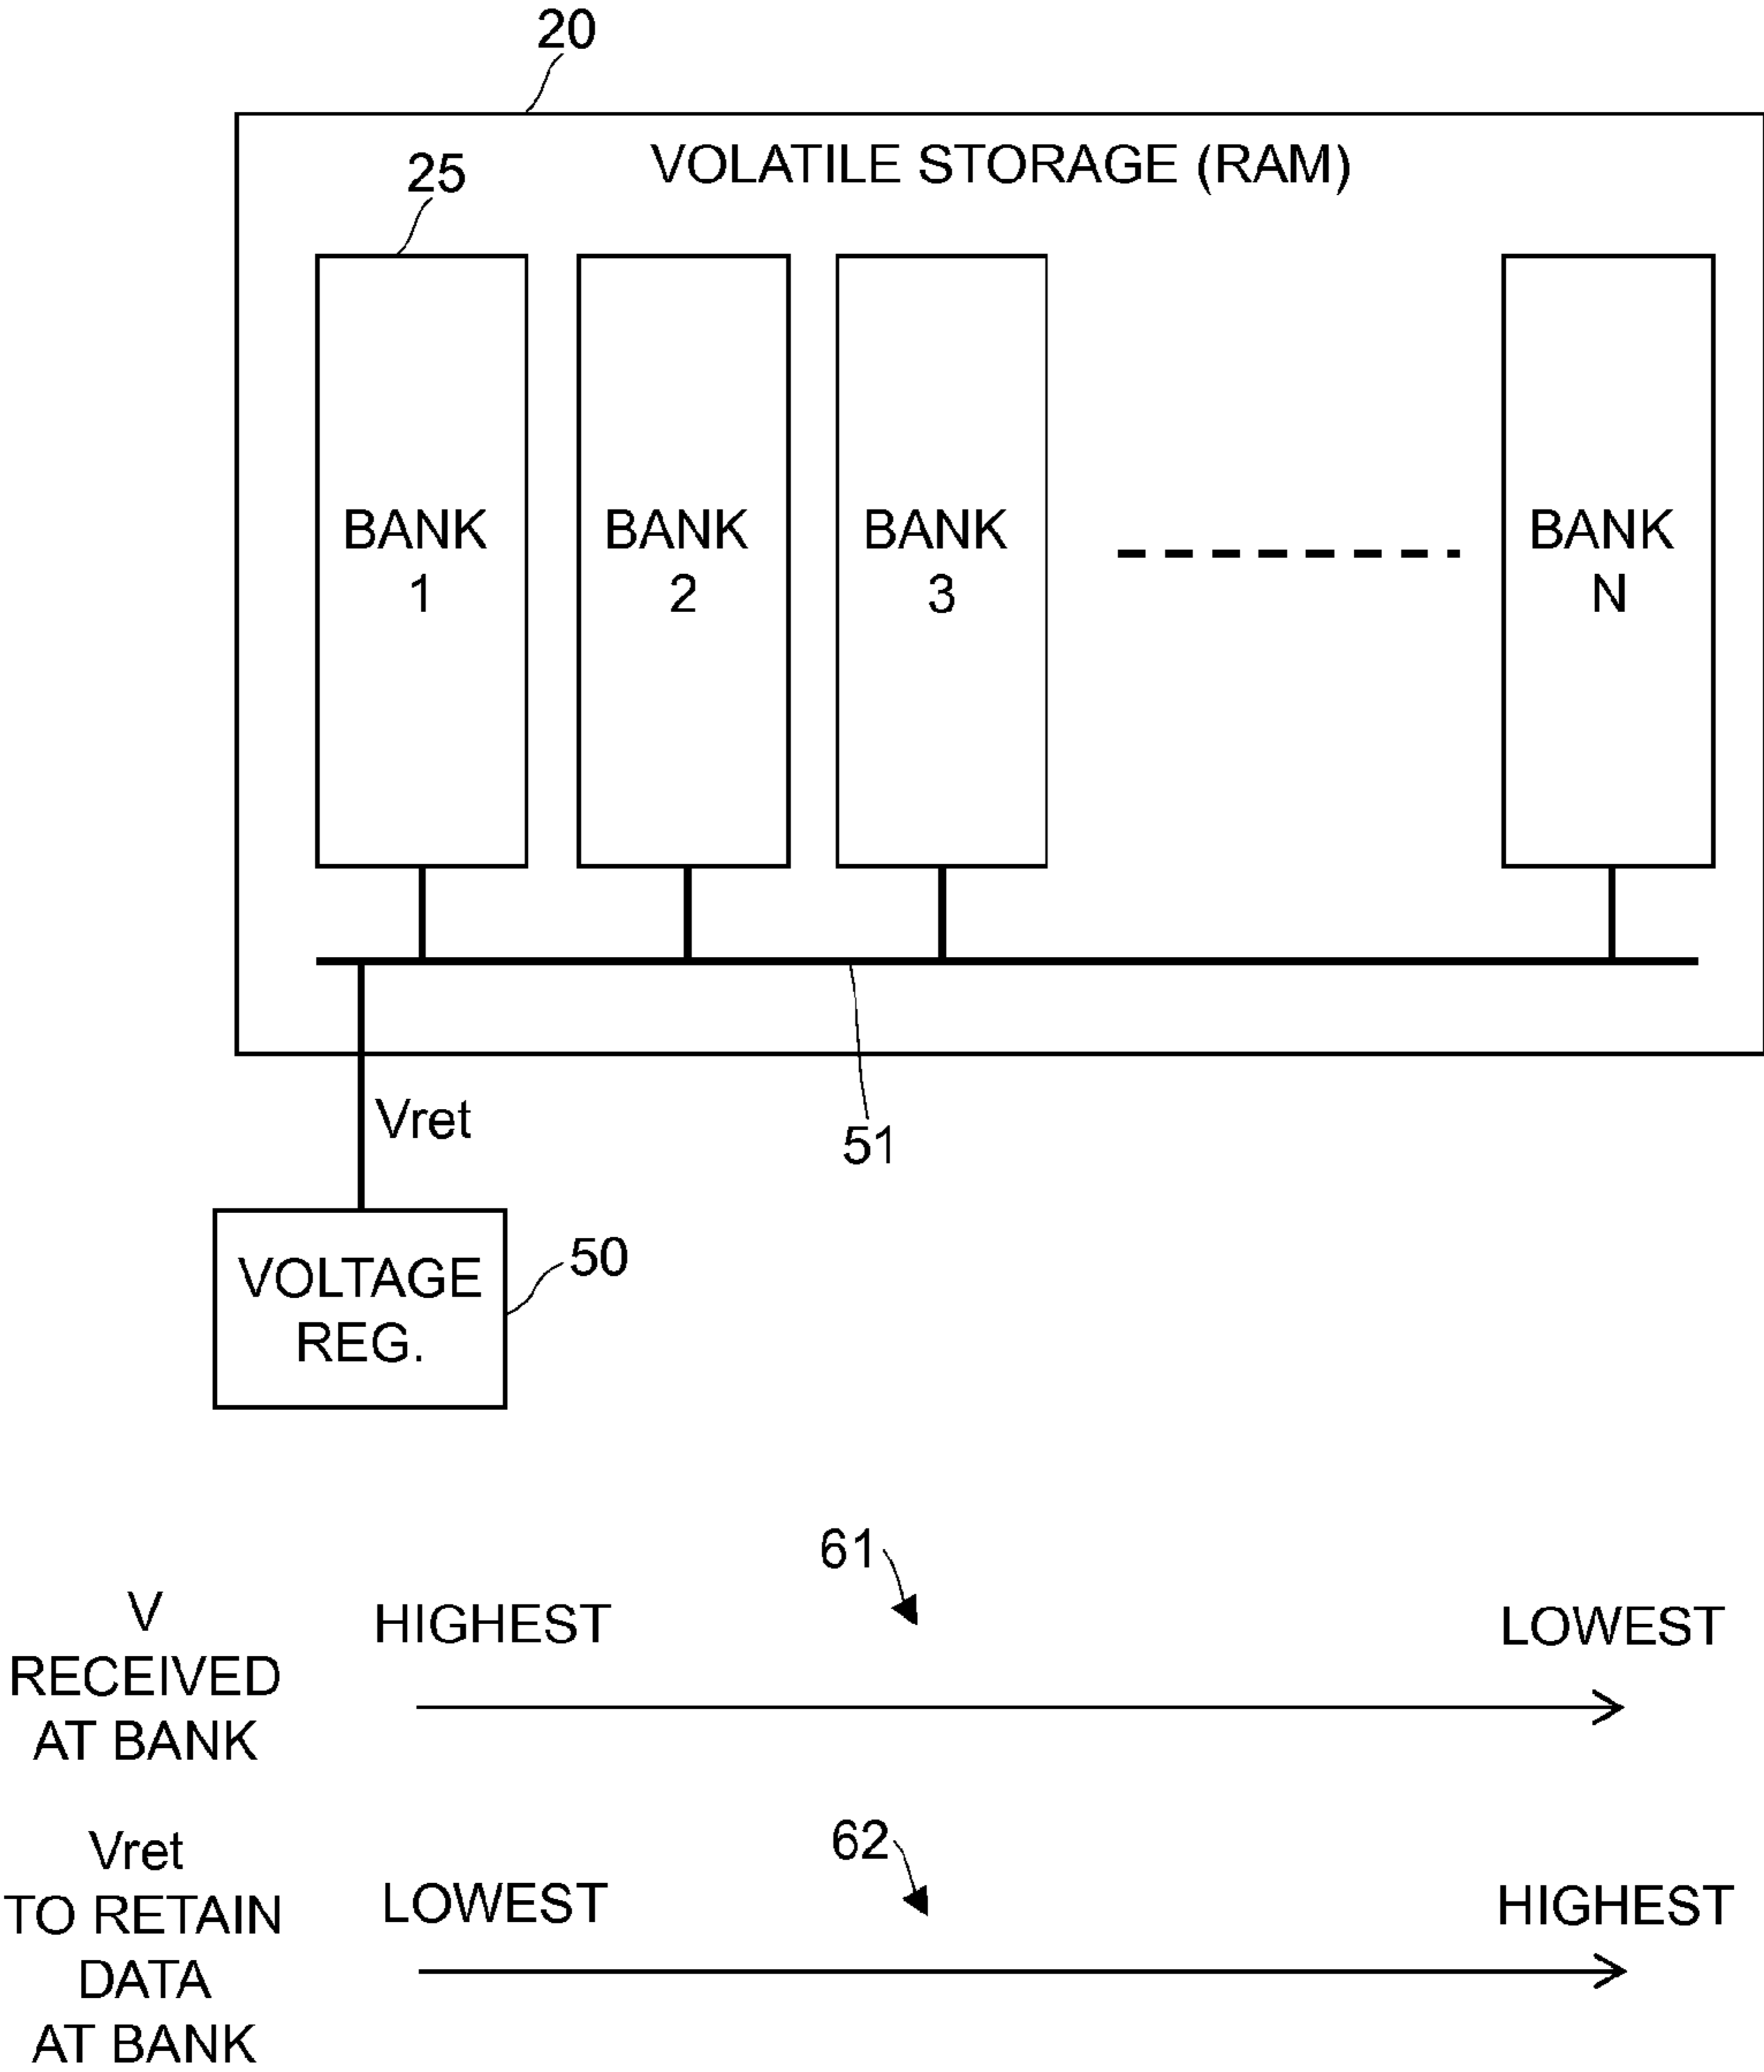 20
VOLATILE STORAGE (RAM)
25
BANK
1
BANK
2
BANK
3
BANK
N
Vret
51
VOLTAGE
REG.
50
61
V
RECEIVED
AT BANK
HIGHEST
LOWEST
62
Vret
TO RETAIN
DATA
AT BANK
LOWEST
HIGHEST